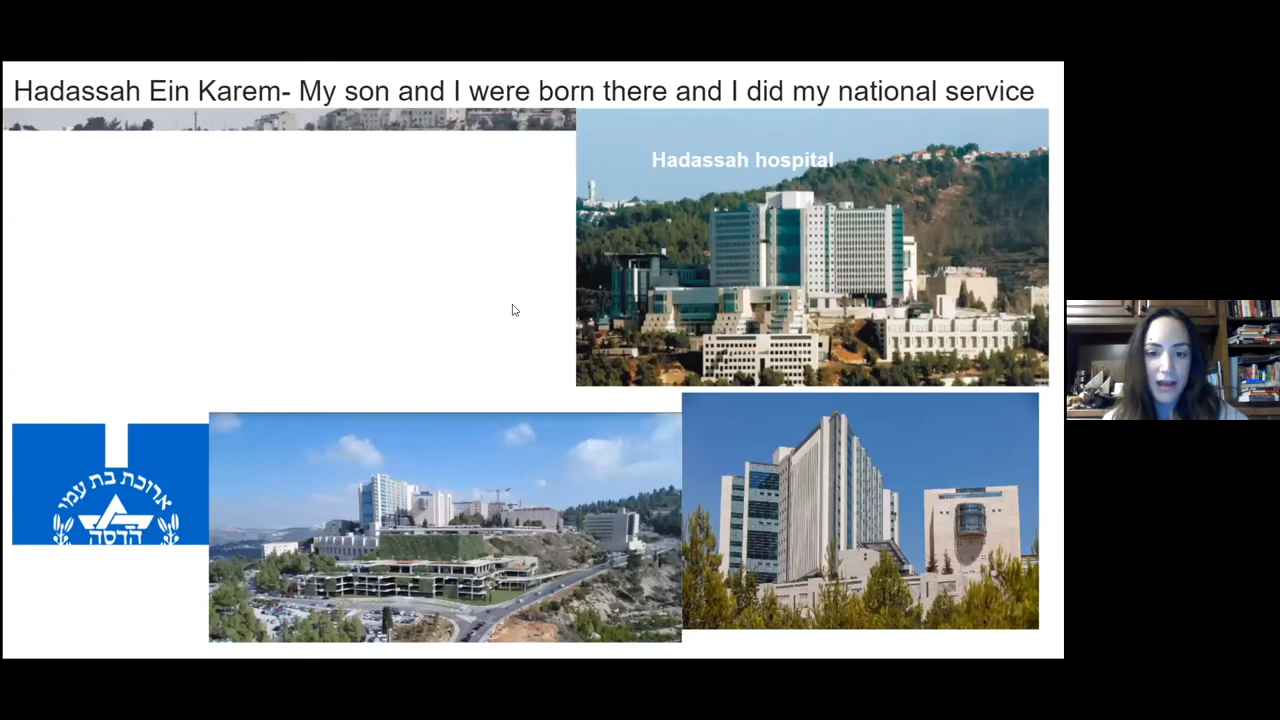 Hadassah Ein Karem- My son and I were born there and I did my national service
Hadassah hospital
ארוכת בת עמי
הדסה